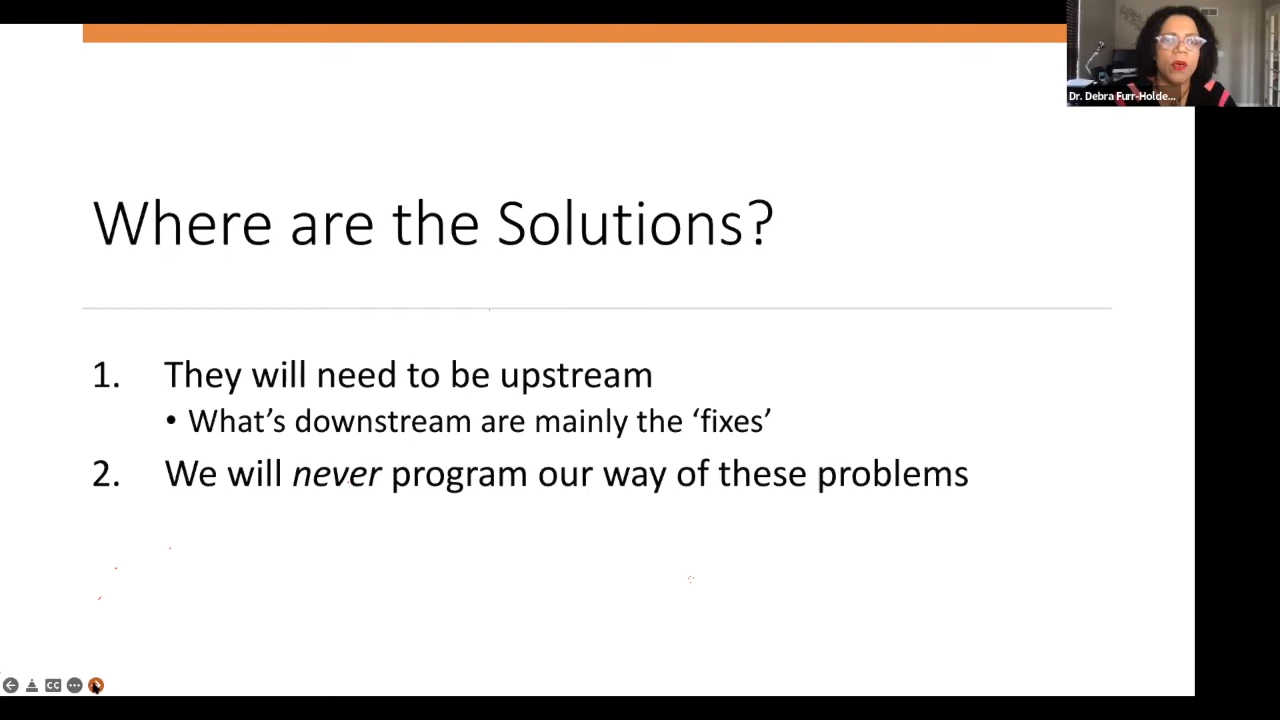 Dr. Debra Furr-Holde...
Where are the Solutions?
1. They will need to be upstream
• What's downstream are mainly the 'fixes'
2. We will never program our way of these problems
CC